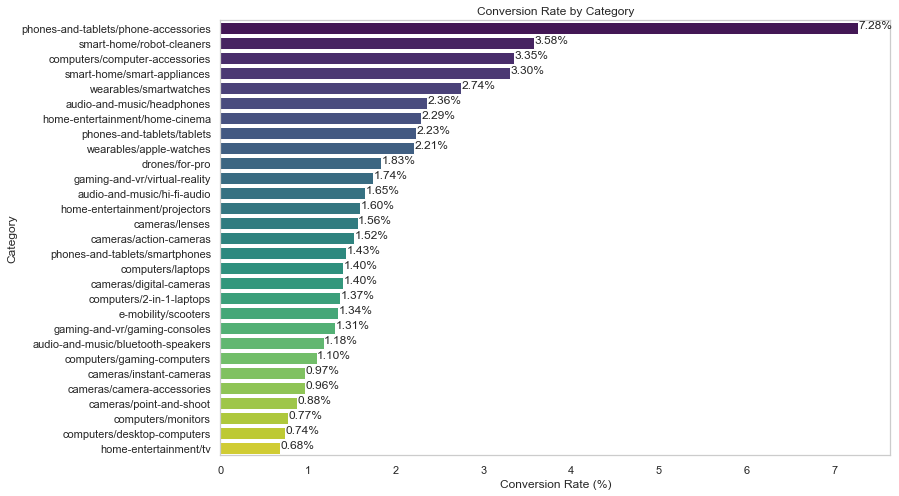 Conversion Rate by Category
phones-and-tablets/phone-accessories 7.28%
smart-home/robot-cleaners 3.58%
computers/computer-accessories 3.35%
smart-home/smart-appliances 3.30%
wearables/smartwatches 2.74%
audio-and-music/headphones 2.36%
home-entertainment/home-cinema 2.29%
phones-and-tablets/tablets 2.23%
wearables/apple-watches 2.21%
drones/for-pro 1.83%
gaming-and-vr/virtual-reality 1.74%
audio-and-music/hi-fi-audio 1.65%
home-entertainment/projectors 1.60%
cameras/lenses 1.56%
cameras/action-cameras 1.52%
phones-and-tablets/smartphones 1.43%
computers/laptops 1.40%
cameras/digital-cameras 1.40%
computers/2-in-1-laptops 1.37%
e-mobility/scooters 1.34%
gaming-and-vr/gaming-consoles 1.31%
audio-and-music/bluetooth-speakers 1.18%
computers/gaming-computers 1.10%
cameras/instant-cameras 0.97%
cameras/camera-accessories 0.96%
cameras/point-and-shoot 0.88%
computers/monitors 0.77%
computers/desktop-computers 0.74%
home-entertainment/tv 0.68%
Category
0 1 2 3 4 5 6 7
Conversion Rate (%)